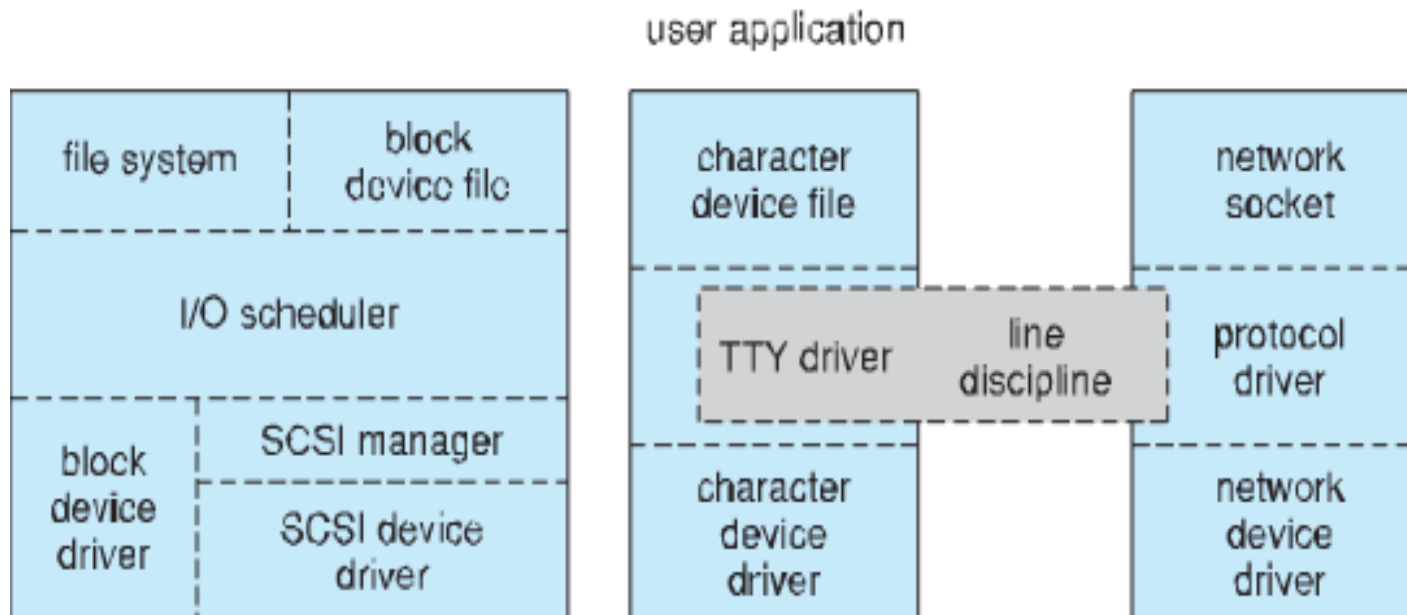 user application
file system
block
device file
I/O scheduler
block
device
driver
SCSI manager
SCSI device
driver
character
device file
TTY driver
line
discipline
character
device
driver
network
socket
protocol
driver
network
device
driver